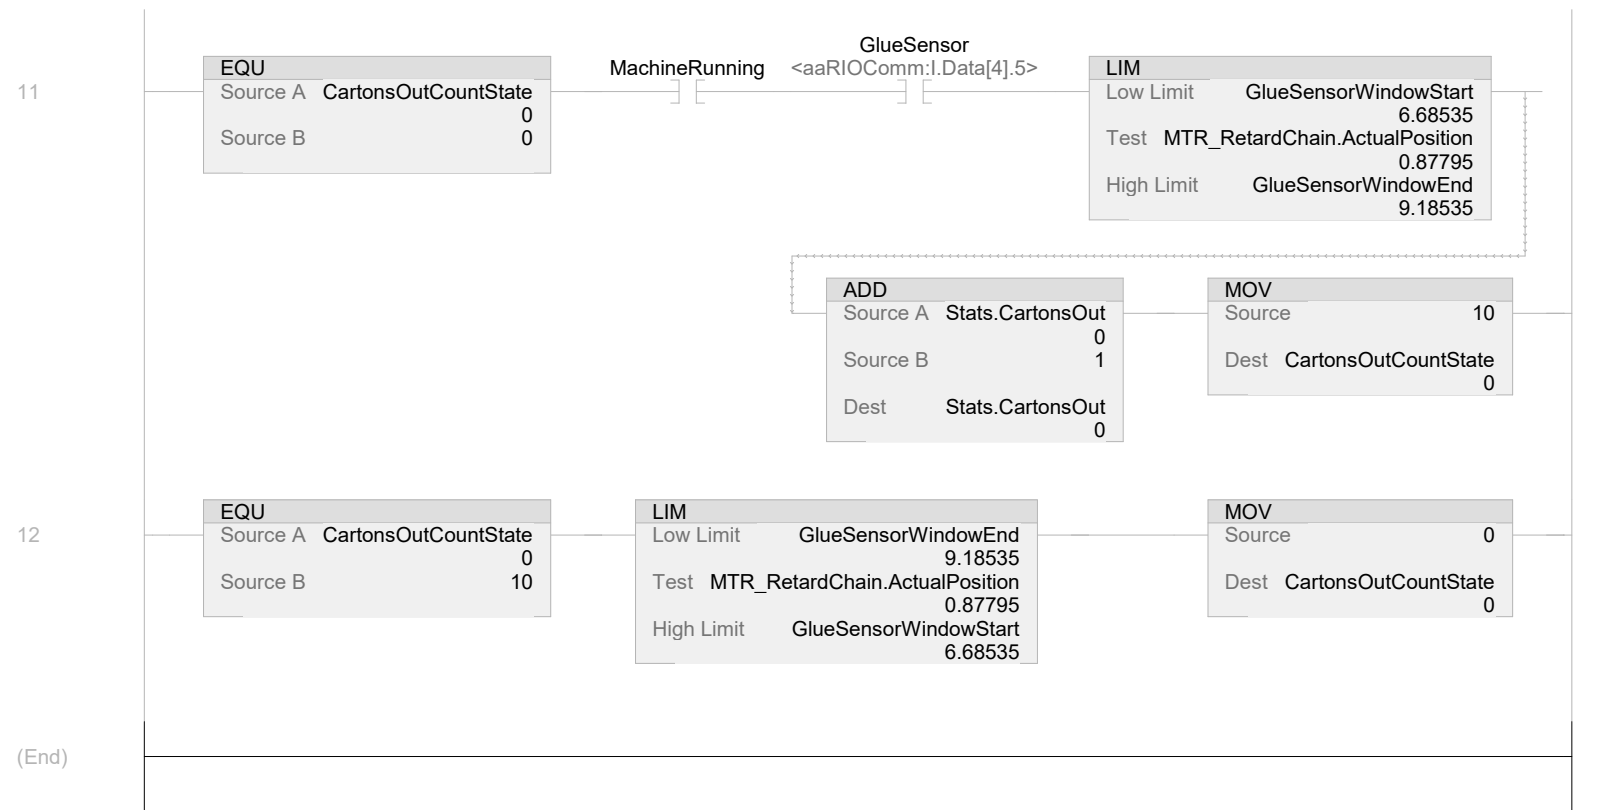 GlueSensor
EQU MachineRunning <aaRIOComm:I.Data[4].5> LIM
11 Source A CartonsOutCountState Low Limit GlueSensorWindowStart
0 6.68535
Source B 0 Test MTR_RetardChain.ActualPosition
0.87795
High Limit GlueSensorWindowEnd
9.18535
ADD MOV
Source A Stats.CartonsOut Source 10
0
Source B 1 Dest CartonsOutCountState
0
Dest Stats.CartonsOut
0
EQU LIM MOV
12 Source A CartonsOutCountState Low Limit GlueSensorWindowEnd Source 0
0 9.18535
Source B 10 Test MTR_RetardChain.ActualPosition Dest CartonsOutCountState
0.87795 0
High Limit GlueSensorWindowStart
6.68535
(End)